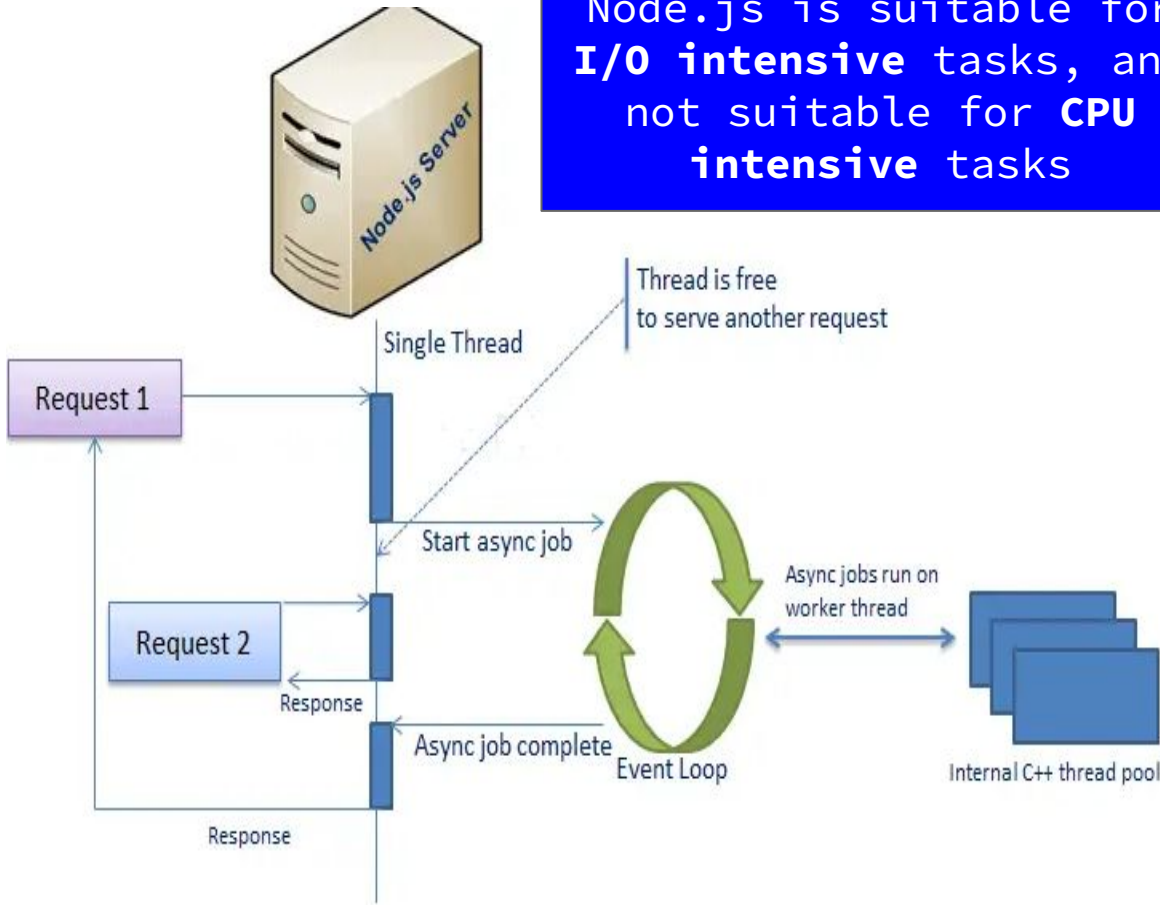 Node.js is suitable for
I/O intensive tasks, an
not suitable for CPU
intensive tasks
Node.js Server
Thread is free
to serve another request
Single Thread
Request 1
Start async job
Async jobs run on
worker thread
Request 2
Response
Async job complete
Event Loop
Internal C++ thread pool
Response